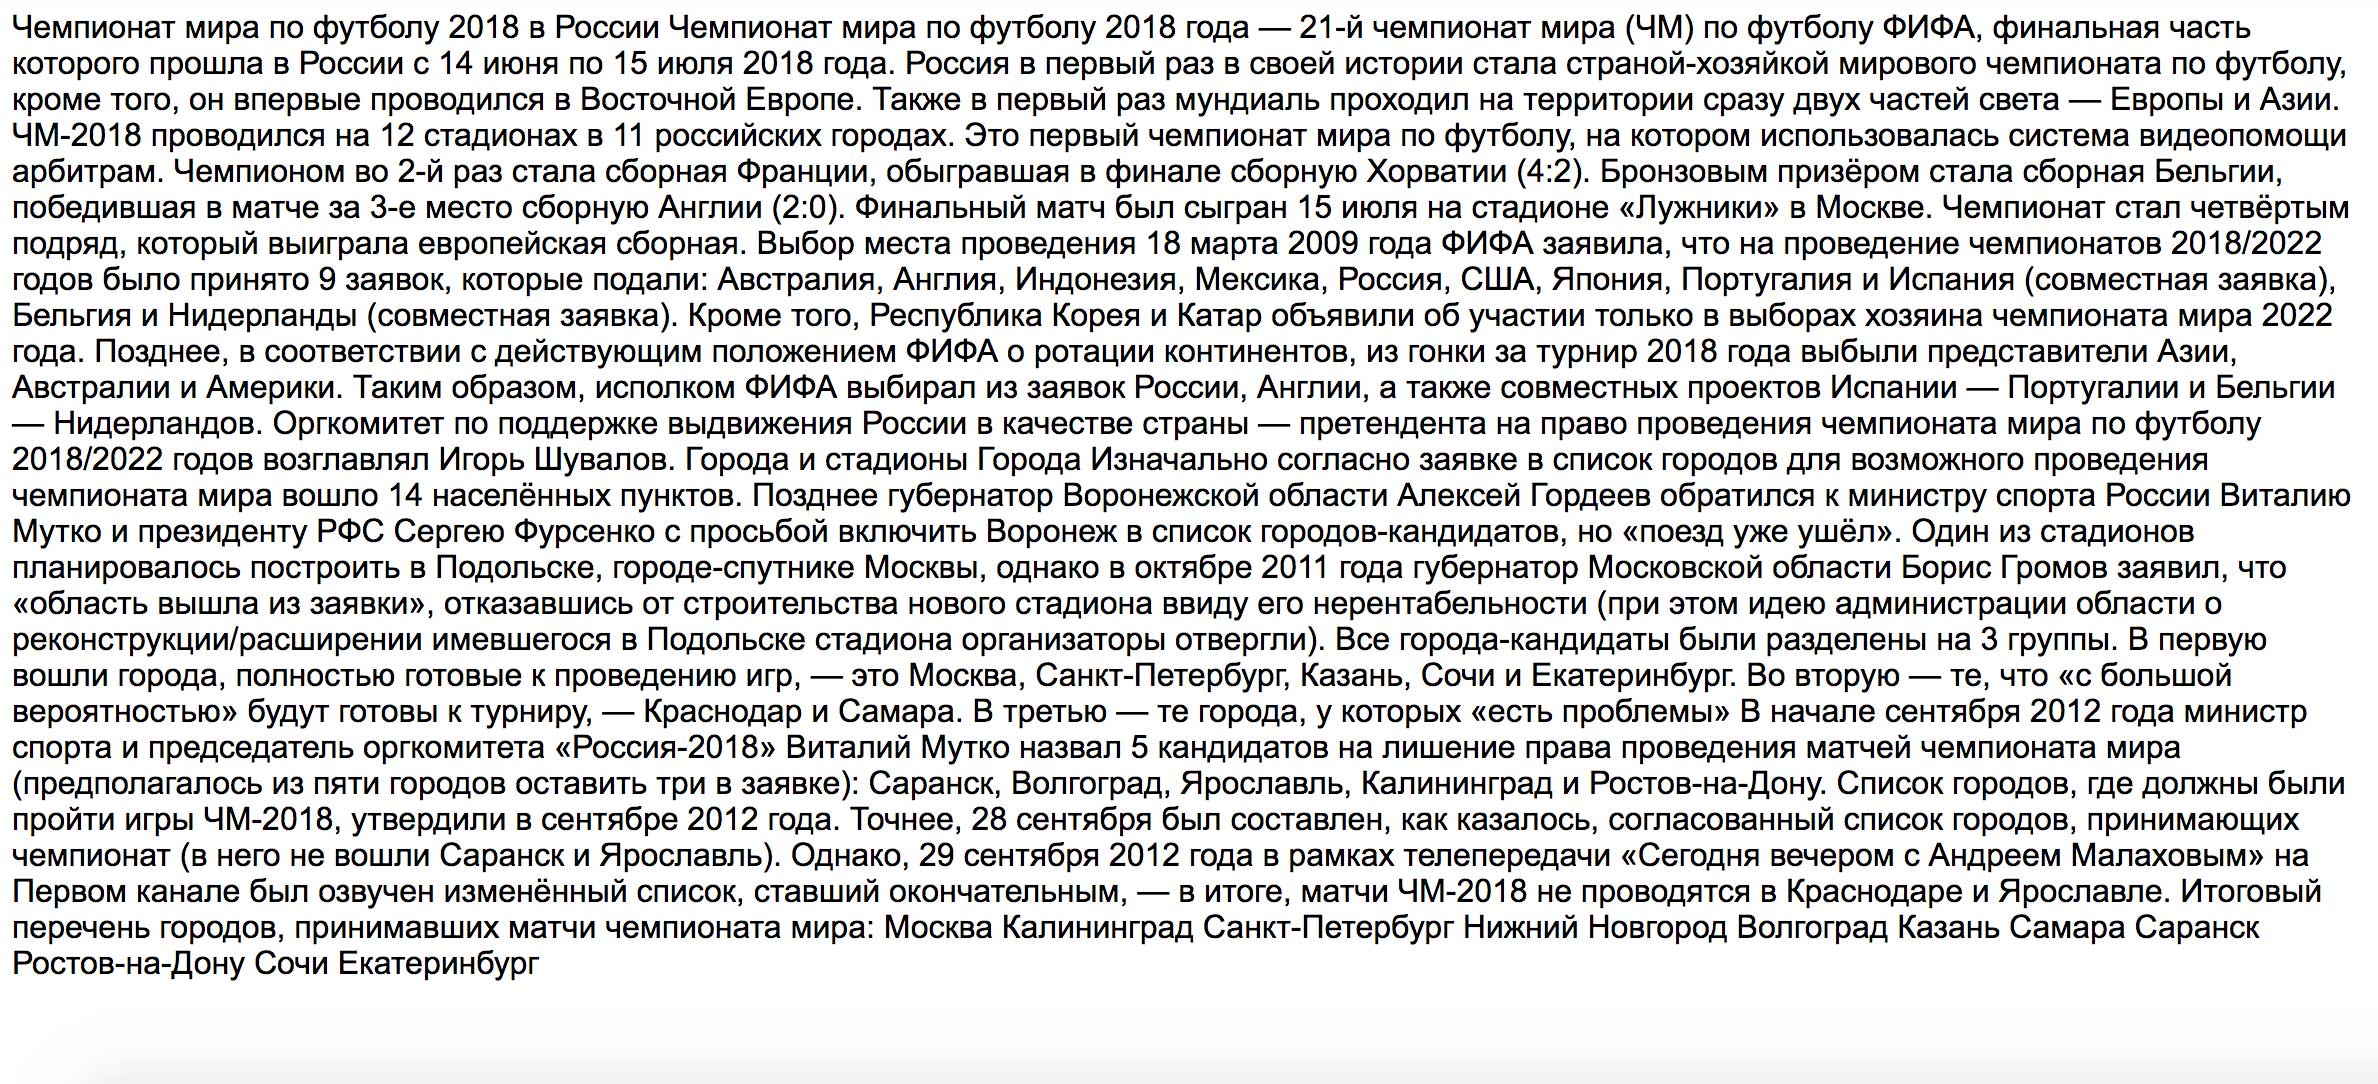 Чемпионат мира по футболу 2018 в России Чемпионат мира по футболу 2018 года — 21-й чемпионат мира (ЧМ) по футболу ФИФА, финальная часть
которого прошла в России с 14 июня по 15 июля 2018 года. Россия в первый раз в своей истории стала страной-хозяйкой мирового чемпионата по футболу,
кроме того, он впервые проводился в Восточной Европе. Также в первый раз мундиаль проходил на территории сразу двух частей света — Европы и Азии.
ЧМ-2018 проводился на 12 стадионах в 11 российских городах. Это первый чемпионат мира по футболу, на котором использовалась система видеопомощи
арбитрам. Чемпионом во 2-й раз стала сборная Франции, обыгравшая в финале сборную Хорватии (4:2). Бронзовым призёром стала сборная Бельгии,
победившая в матче за 3-е место сборную Англии (2:0). Финальный матч был сыгран 15 июля на стадионе «Лужники» в Москве. Чемпионат стал четвёртым
подряд, который выиграла европейская сборная. Выбор места проведения 18 марта 2009 года ФИФА заявила, что на проведение чемпионатов 2018/2022
годов было принято 9 заявок, которые подали: Австралия, Англия, Индонезия, Мексика, Россия, США, Япония, Португалия и Испания (совместная заявка),
Бельгия и Нидерланды (совместная заявка). Кроме того, Республика Корея и Катар объявили об участии только в выборах хозяина чемпионата мира 2022
года. Позднее, в соответствии с действующим положением ФИФА о ротации континентов, из гонки за турнир 2018 года выбыли представители Азии,
Австралии и Америки. Таким образом, исполком ФИФА выбирал из заявок России, Англии, а также совместных проектов Испании — Португалии и Бельгии
— Нидерландов. Оргкомитет по поддержке выдвижения России в качестве страны — претендента на право проведения чемпионата мира по футболу
2018/2022 годов возглавлял Игорь Шувалов. Города и стадионы Города Изначально согласно заявке в список городов для возможного проведения
чемпионата мира вошло 14 населённых пунктов. Позднее губернатор Воронежской области Алексей Гордеев обратился к министру спорта России Виталию
Мутко и президенту РФС Сергею Фурсенко с просьбой включить Воронеж в список городов-кандидатов, но «поезд уже ушёл». Один из стадионов
планировалось построить в Подольске, городе-спутнике Москвы, однако в октябре 2011 года губернатор Московской области Борис Громов заявил, что
«область вышла из заявки», отказавшись от строительства нового стадиона ввиду его нерентабельности (при этом идею администрации области о
реконструкции/расширении имевшегося в Подольске стадиона организаторы отвергли). Все города-кандидаты были разделены на 3 группы. В первую
вошли города, полностью готовые к проведению игр, — это Москва, Санкт-Петербург, Казань, Сочи и Екатеринбург. Во вторую — те, что «с большой
вероятностью» будут готовы к турниру, — Краснодар и Самара. В третью — те города, у которых «есть проблемы» В начале сентября 2012 года министр
спорта и председатель оргкомитета «Россия-2018» Виталий Мутко назвал 5 кандидатов на лишение права проведения матчей чемпионата мира
(предполагалось из пяти городов оставить три в заявке): Саранск, Волгоград, Ярославль, Калининград и Ростов-на-Дону. Список городов, где должны были
пройти игры ЧМ-2018, утвердили в сентябре 2012 года. Точнее, 28 сентября был составлен, как казалось, согласованный список городов, принимающих
чемпионат (в него не вошли Саранск и Ярославль). Однако, 29 сентября 2012 года в рамках телепередачи «Сегодня вечером с Андреем Малаховым» на
Первом канале был озвучен изменённый список, ставший окончательным, — в итоге, матчи ЧМ-2018 не проводятся в Краснодаре и Ярославле. Итоговый
перечень городов, принимавших матчи чемпионата мира: Москва Калининград Санкт-Петербург Нижний Новгород Волгоград Казань Самара Саранск
Ростов-на-Дону Сочи Екатеринбург